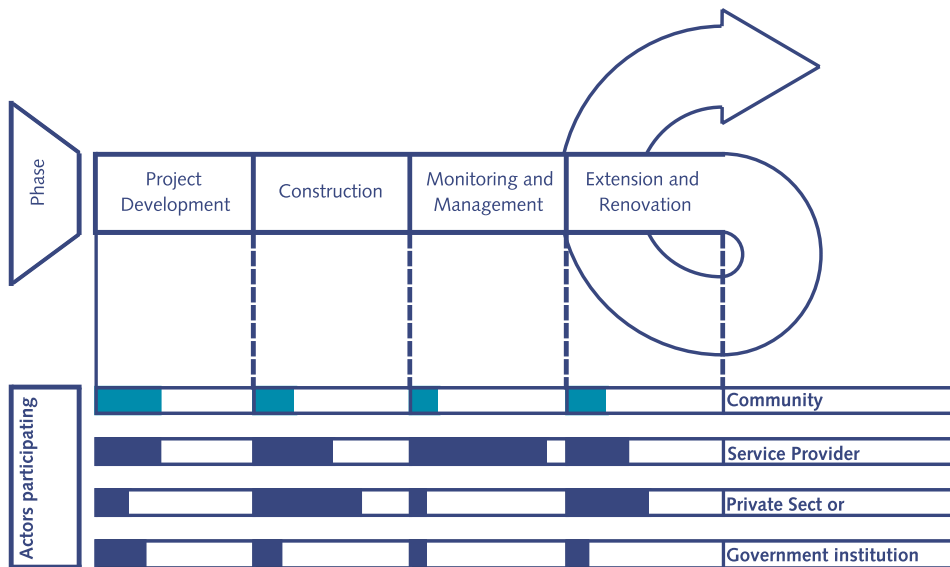 Phase
Project
Development
Construction
Monitoring and
Management
Extension and
Renovation
Actors participating
Community
Service Provider
Private Sect or
Government institution